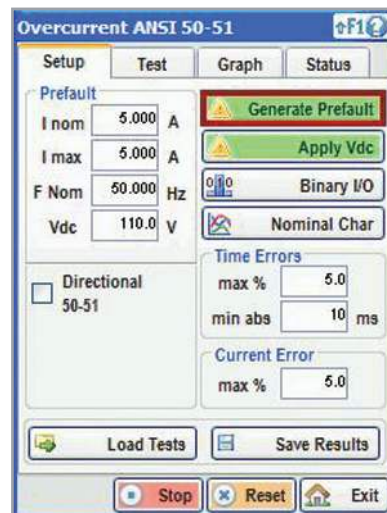 Overcurrent ANSI 50-51
F1
Setup
Test
Graph
Status
Prefault
I nom 5.000 A
I max 5.000 A
F Nom 50.000 Hz
Vdc 110.0 V
Directional
50-51
Generate Prefault
Apply Vdc
Binary I/O
Nominal Char
Time Errors
max % 5.0
min abs 10 ms
Current Error
max % 5.0
Load Tests
Save Results
Stop
Reset
Exit